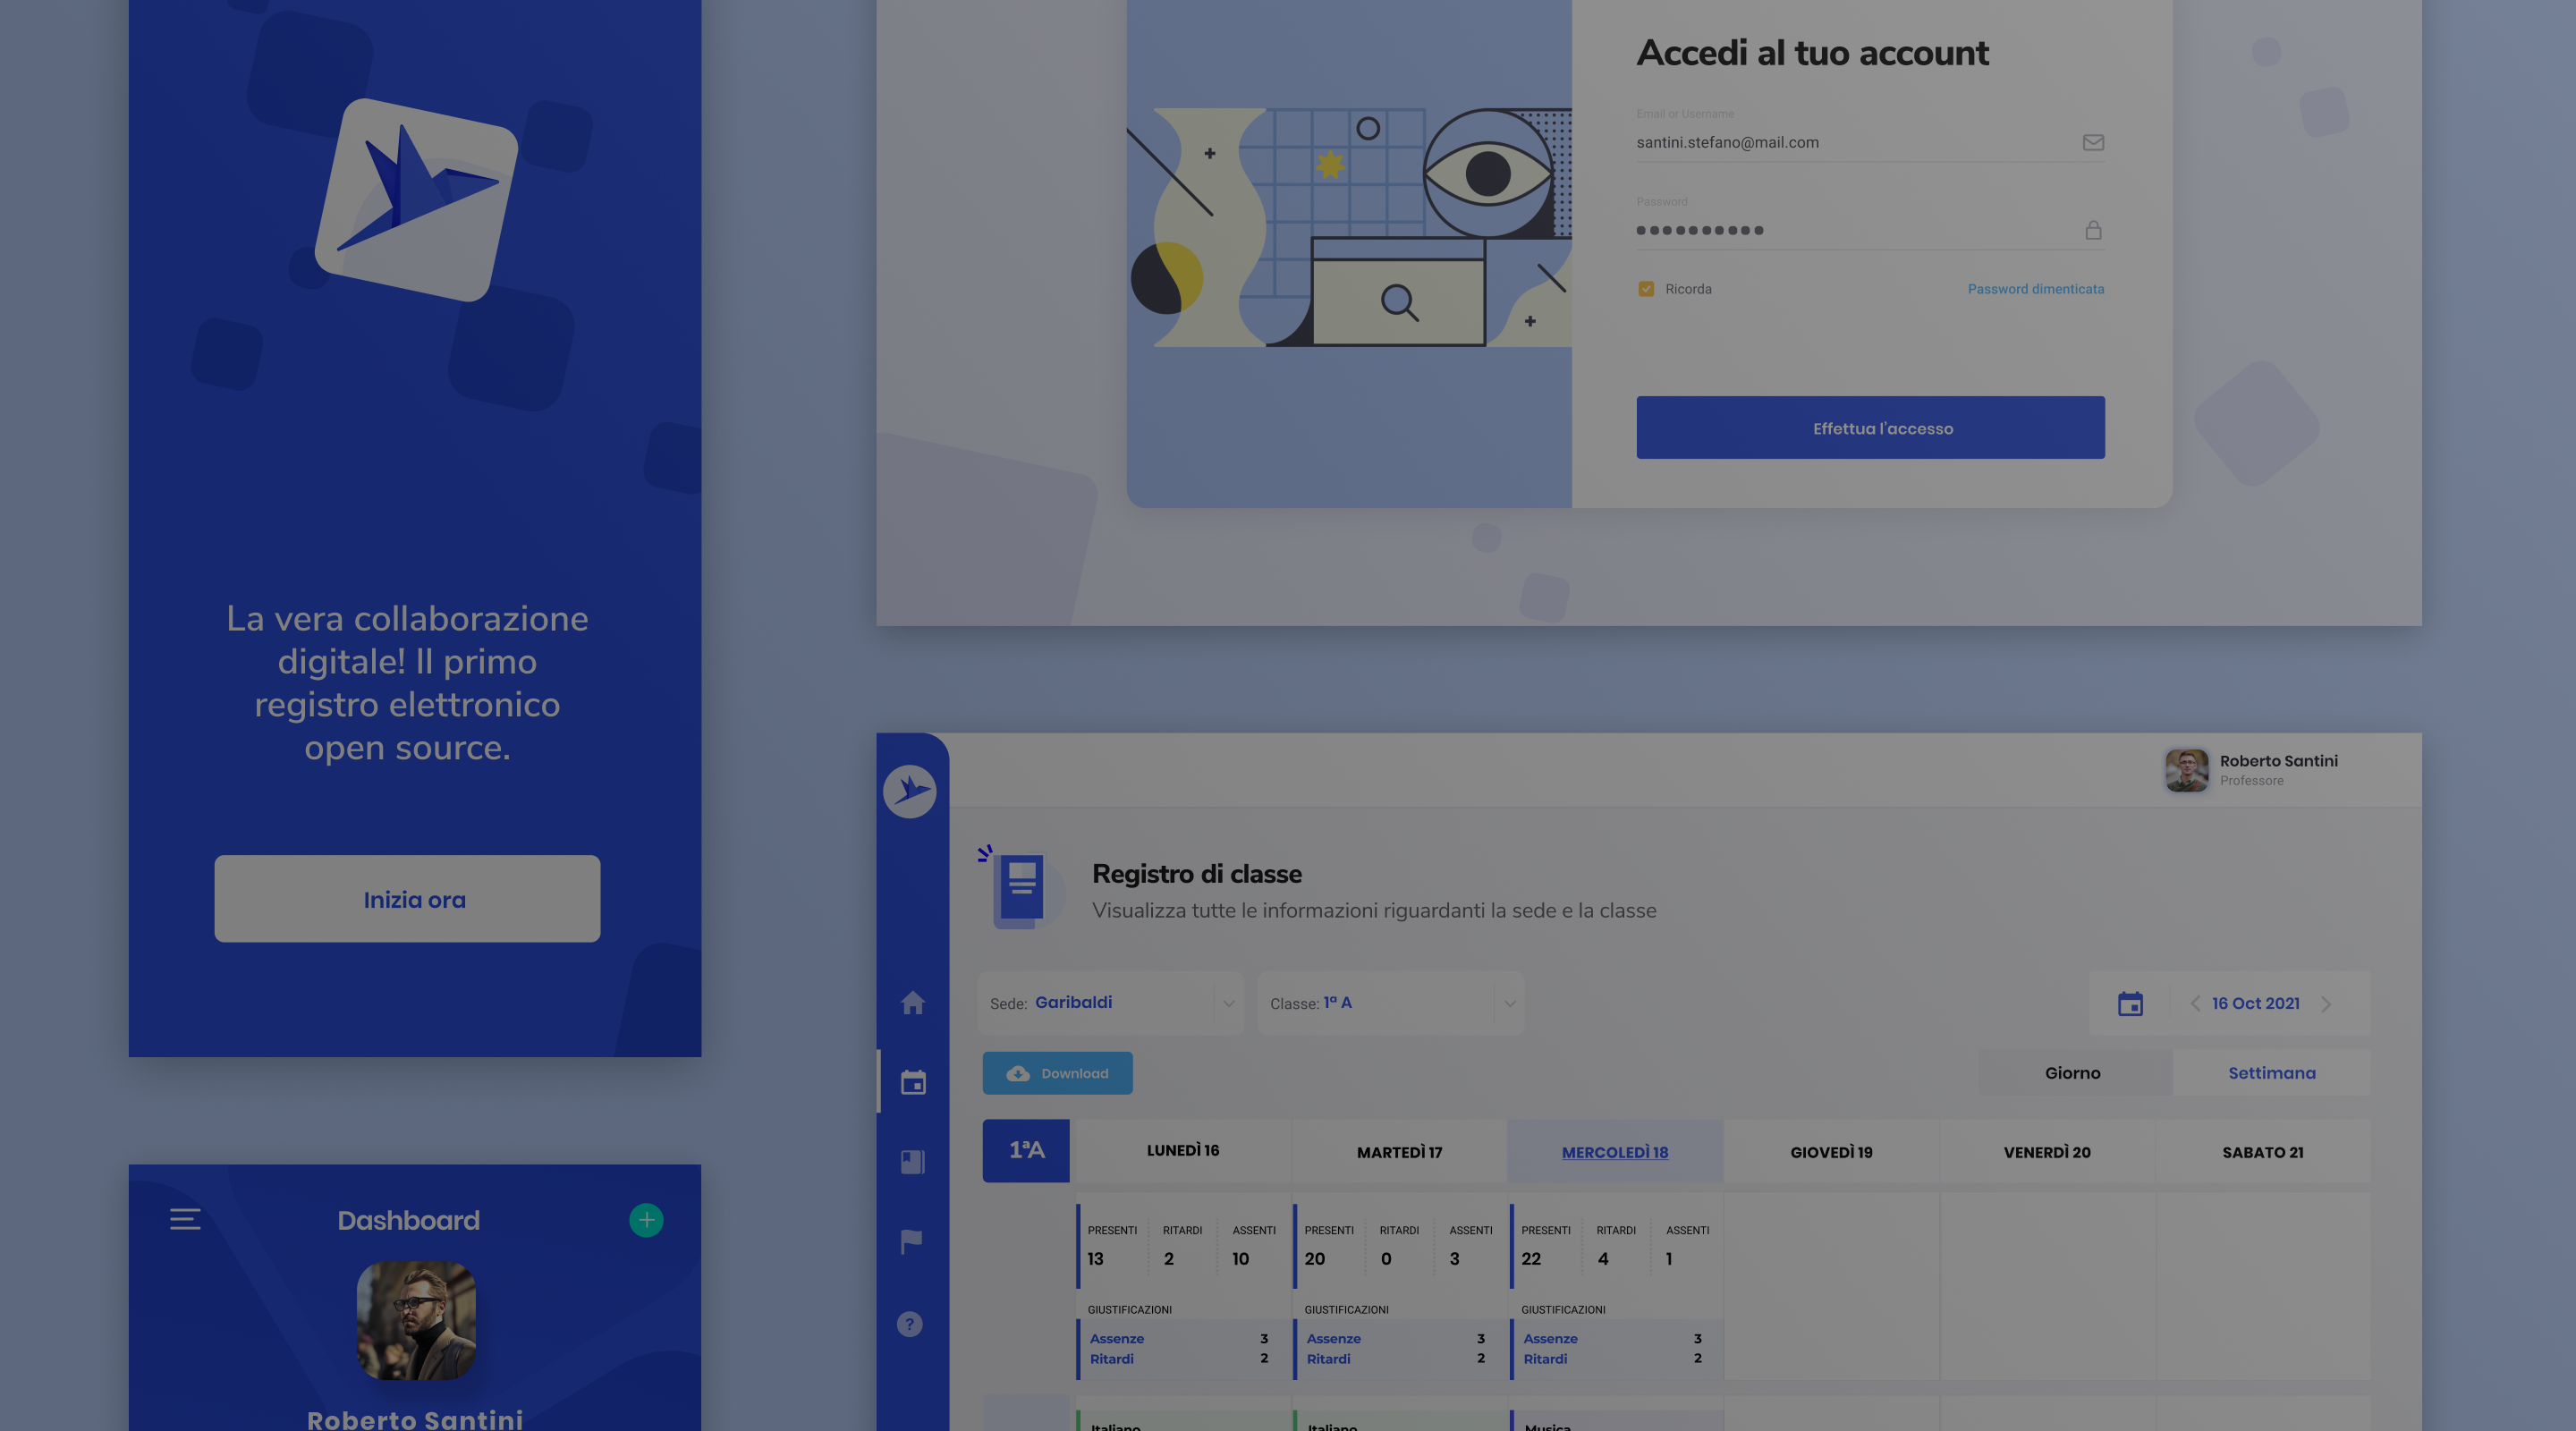 La vera collaborazione
digitale! Il primo
registro elettronico
open source.
Inizia ora
Dashboard
Roberto Santini
Accedi al tuo account
Email or Username
santini.stefano@mail.com
Password
Ricorda
Password dimenticata
Effettua l'accesso
Roberto Santini
Professore
Registro di classe
Visualizza tutte le informazioni riguardanti la sede e la classe
Sede: Garibaldi
Classe: 1ª A
16 Oct 2021
Download
Giorno
Settimana
1ªA
LUNEDÌ 16
MARTEDÌ 17
MERCOLEDÌ 18
GIOVEDÌ 19
VENERDÌ 20
SABATO 21
PRESENTI RITARDI ASSENTI PRESENTI RITARDI ASSENTI PRESENTI RITARDI ASSENTI
13 2 10 20 0 3 22 4 1
GIUSTIFICAZIONI GIUSTIFICAZIONI GIUSTIFICAZIONI
Assenze 3 Assenze 3 Assenze 3
Ritardi 2 Ritardi 2 Ritardi 2
Italiano Italiano Musica